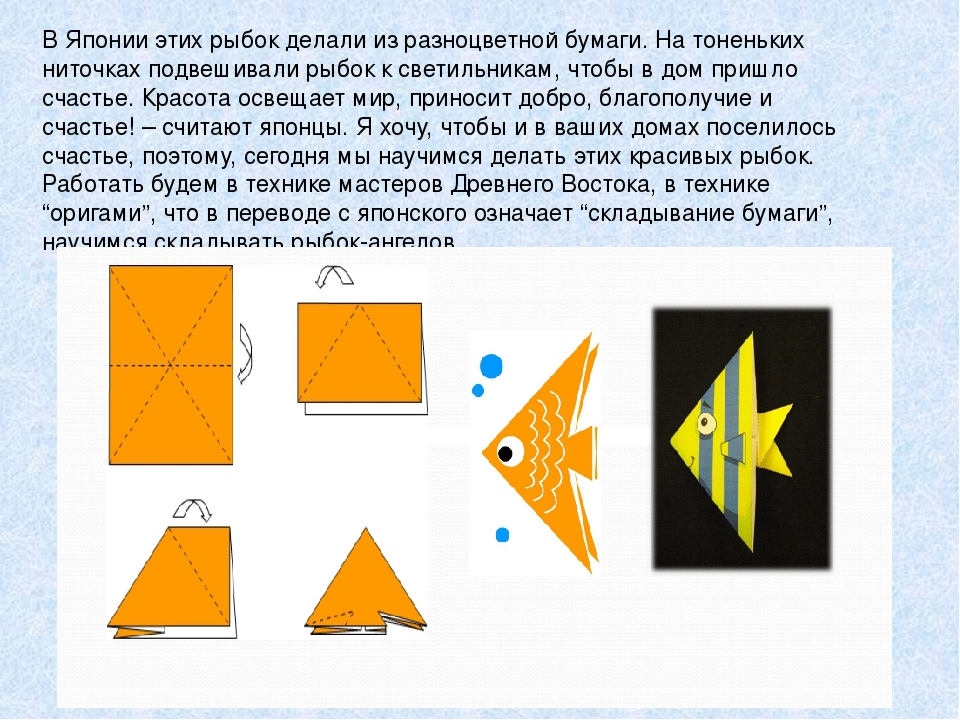 В Японии этих рыбок делали из разноцветной бумаги. На тоненьких
ниточках подвешивали рыбок к светильникам, чтобы в дом пришло
счастье. Красота освещает мир, приносит добро, благополучие и
счастье! – считают японцы. Я хочу, чтобы и в ваших домах поселилось
счастье, поэтому, сегодня мы научимся делать этих красивых рыбок.
Работать будем в технике мастеров Древнего Востока, в технике
“оригами”, что в переводе с японского означает “складывание бумаги”,
научимся складывать рыбок-ангелов